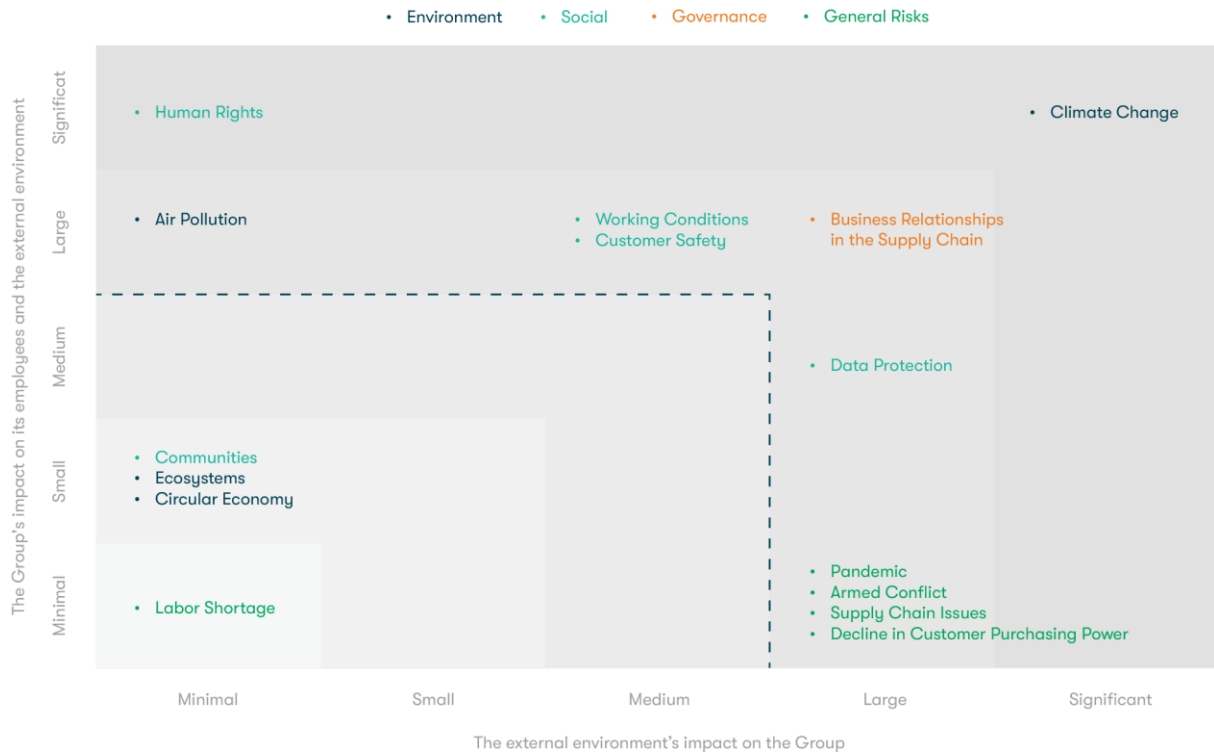 • Environment • Social • Governance • General Risks
The Group's impact on its employees and the external environment
Significat
• Human Rights
• Climate Change
Large
• Air Pollution
• Working Conditions
• Customer Safety
• Business Relationships
in the Supply Chain
Medium
• Data Protection
Small
• Communities
• Ecosystems
• Circular Economy
Minimal
• Labor Shortage
• Pandemic
• Armed Conflict
• Supply Chain Issues
• Decline in Customer Purchasing Power
Minimal Small Medium Large Significant
The external environment's impact on the Group